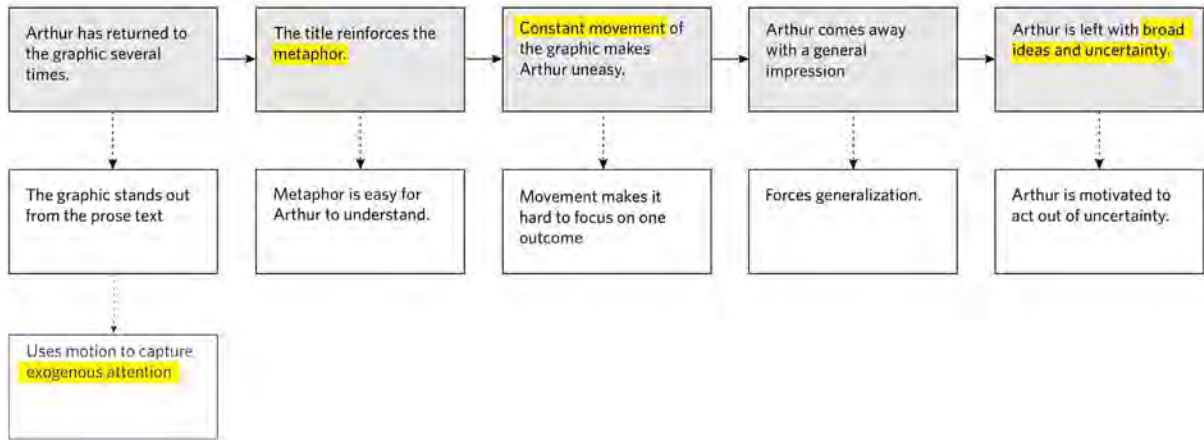 Arthur has returned to
the graphic several
times.
The title reinforces the
metaphor.
Constant movement of
the graphic makes
Arthur uneasy.
Arthur comes away
with a general
impression
Arthur is left with broad
ideas and uncertainty.
The graphic stands out
from the prose text
Metaphor is easy for
Arthur to understand.
Movement makes it
hard to focus on one
outcome
Forces generalization.
Arthur is motivated to
act out of uncertainty.
Uses motion to capture
exogenous attention